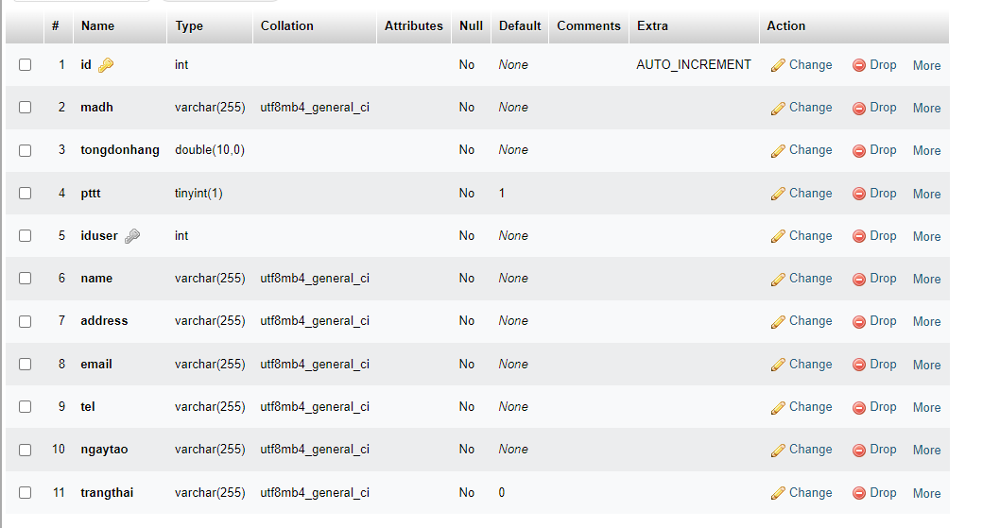 # Name Type Collation Attributes Null Default Comments Extra Action
1 id int No None AUTO_INCREMENT Change Drop More
2 madh varchar(255) utf8mb4_general_ci No None Change Drop More
3 tongdonhang double(10,0) No None Change Drop More
4 pttt tinyint(1) No 1 Change Drop More
5 iduser int No None Change Drop More
6 name varchar(255) utf8mb4_general_ci No None Change Drop More
7 address varchar(255) utf8mb4_general_ci No None Change Drop More
8 email varchar(255) utf8mb4_general_ci No None Change Drop More
9 tel varchar(255) utf8mb4_general_ci No None Change Drop More
10 ngaytao varchar(255) utf8mb4_general_ci No None Change Drop More
11 trangthai varchar(255) utf8mb4_general_ci No 0 Change Drop More